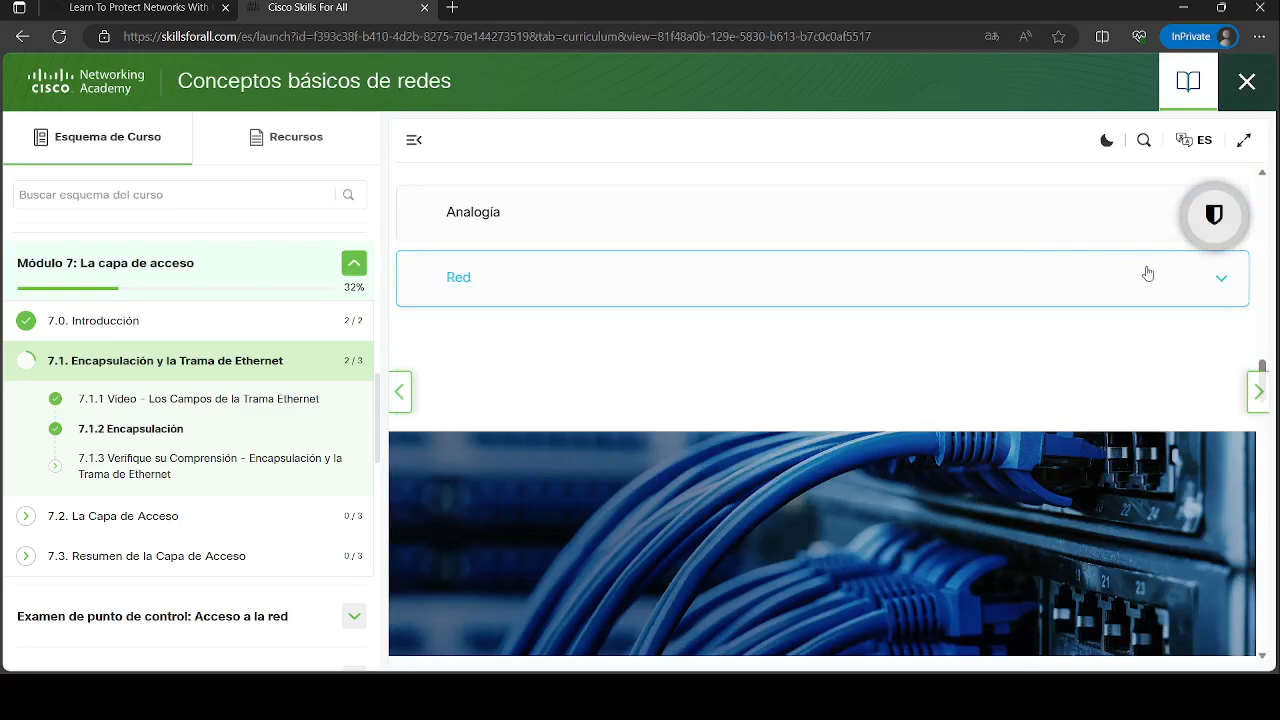 Learn To Protect Networks With
Cisco Skills For All
https://skillsforall.com/es/launch?id=f393c38f-b410-4d2b-8275-70e144273519&tab=curriculum&view=81f48a0b-129e-5830-b613-b7c0c0af5517
InPrivate
Networking
CISCO Academy
Conceptos básicos de redes
Esquema de Curso
Recursos
ES
Buscar esquema del curso
Analogía
Módulo 7: La capa de acceso
32%
Red
7.0. Introducción 2 / 2
7.1. Encapsulación y la Trama de Ethernet 2 / 3
7.1.1 Video - Los Campos de la Trama Ethernet
7.1.2 Encapsulación
7.1.3 Verifique su Comprensión - Encapsulación y la
Trama de Ethernet
7.2. La Capa de Acceso 0 / 3
7.3. Resumen de la Capa de Acceso 0 / 3
Examen de punto de control: Acceso a la red
22 24
21 23